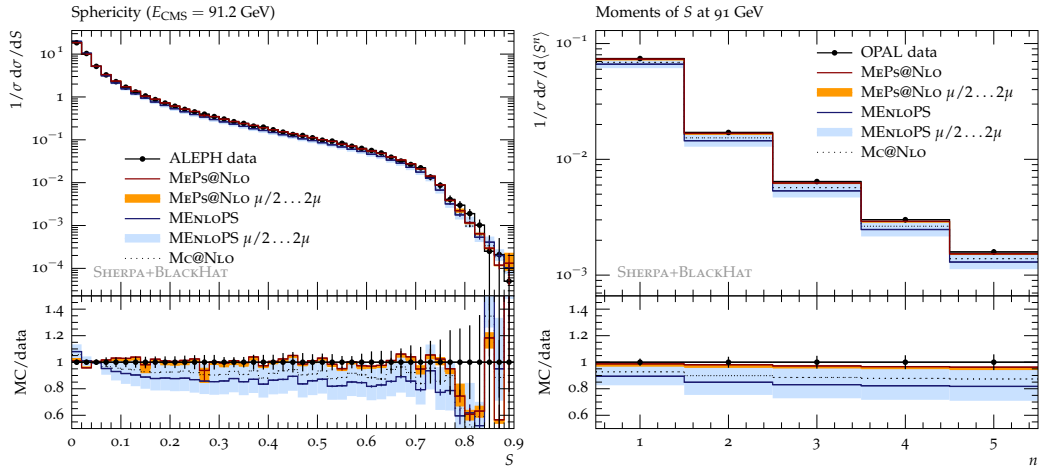 Sphericity (E_CMS = 91.2 GeV)
1/σ dσ/dS
10^1
1
10^−1
10^−2
10^−3
10^−4
ALEPH data
MEPS@NLO
MEPS@NLO μ/2 . . . 2μ
MENLOPS
MENLOPS μ/2 . . . 2μ
MC@NLO
SHERPA+BLACKHAT
MC/data
1.4
1.2
1
0.8
0.6
0 0.1 0.2 0.3 0.4 0.5 0.6 0.7 0.8 0.9
S
Moments of S at 91 GeV
1/σ dσ/d⟨S^n⟩
10^−1
10^−2
10^−3
OPAL data
MEPS@NLO
MEPS@NLO μ/2 . . . 2μ
MENLOPS
MENLOPS μ/2 . . . 2μ
MC@NLO
SHERPA+BLACKHAT
MC/data
1.4
1.2
1
0.8
0.6
1 2 3 4 5
n